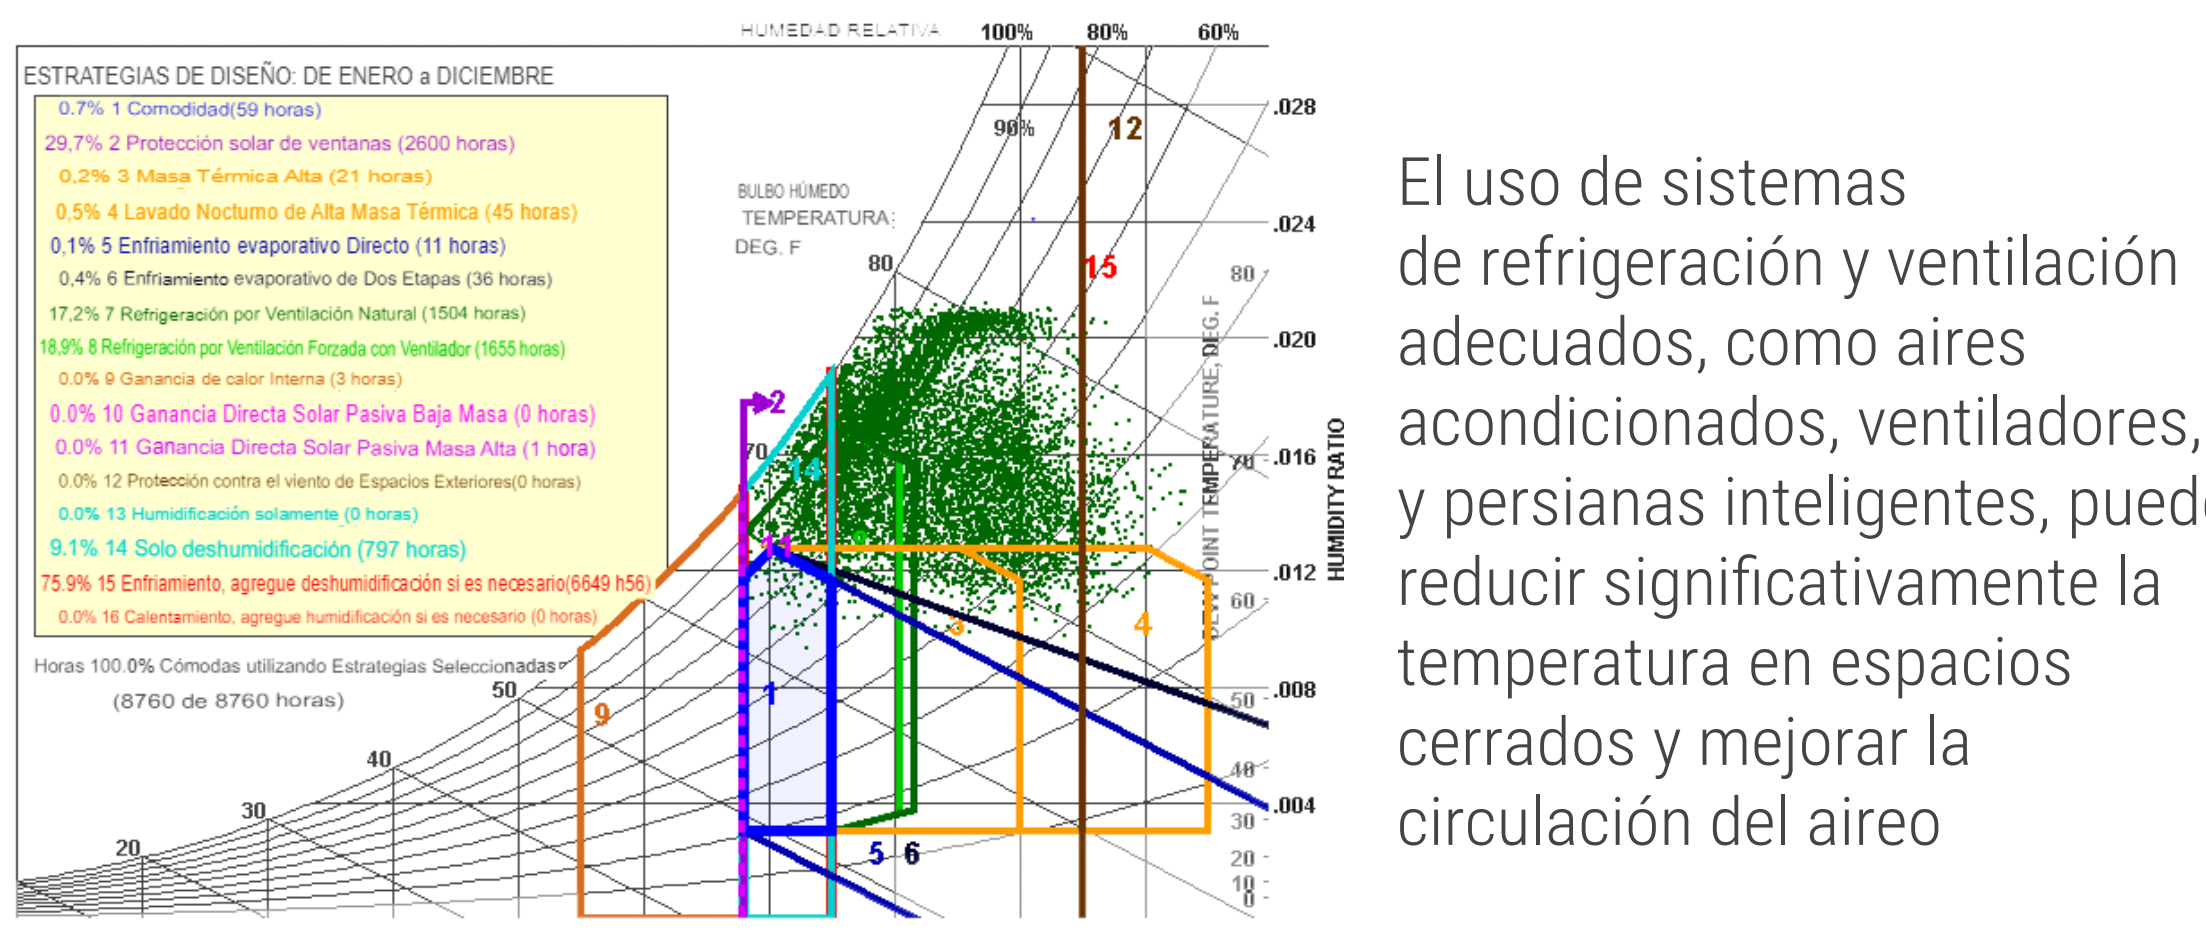 HUMEDAD RELATIVA 100% 80% 60%
ESTRATEGIAS DE DISEÑO: DE ENERO a DICIEMBRE
0.7% 1 Comodidad(59 horas)
29,7% 2 Protección solar de ventanas (2600 horas)
0,2% 3 Masa Térmica Alta (21 horas)
0,5% 4 Lavado Nocturno de Alta Masa Térmica (45 horas)
0,1% 5 Enfriamiento evaporativo Directo (11 horas)
0,4% 6 Enfriamiento evaporativo de Dos Etapas (36 horas)
17,2% 7 Refrigeración por Ventilación Natural (1504 horas)
18,9% 8 Refrigeración por Ventilación Forzada con Ventilador (1655 horas)
0.0% 9 Ganancia de calor Interna (3 horas)
0.0% 10 Ganancia Directa Solar Pasiva Baja Masa (0 horas)
0.0% 11 Ganancia Directa Solar Pasiva Masa Alta (1 hora)
0.0% 12 Protección contra el viento de Espacios Exteriores(0 horas)
0.0% 13 Humidificación solamente (0 horas)
9.1% 14 Solo deshumidificación (797 horas)
75.9% 15 Enfriamiento, agregue deshumidificación si es necesario(6649 h56)
0.0% 16 Calentamiento, agregue humidificación si es necesario (0 horas)
Horas 100.0% Cómodas utilizando Estrategias Seleccionadas
(8760 de 8760 horas)
BULBO HÚMEDO
TEMPERATURA:
DEG. F
90%
12
15
2
14
11
8
3
4
1
9
5 6
20
30
40
50
70
80
.028
.024
.020
.016
.012
.008
.004
80
70
60
50
40
30
20
10
0
DEW POINT TEMPERATURE, DEG. F
HUMIDITY RATIO
El uso de sistemas
de refrigeración y ventilación
adecuados, como aires
acondicionados, ventiladores,
y persianas inteligentes, pued
reducir significativamente la
temperatura en espacios
cerrados y mejorar la
circulación del aireo